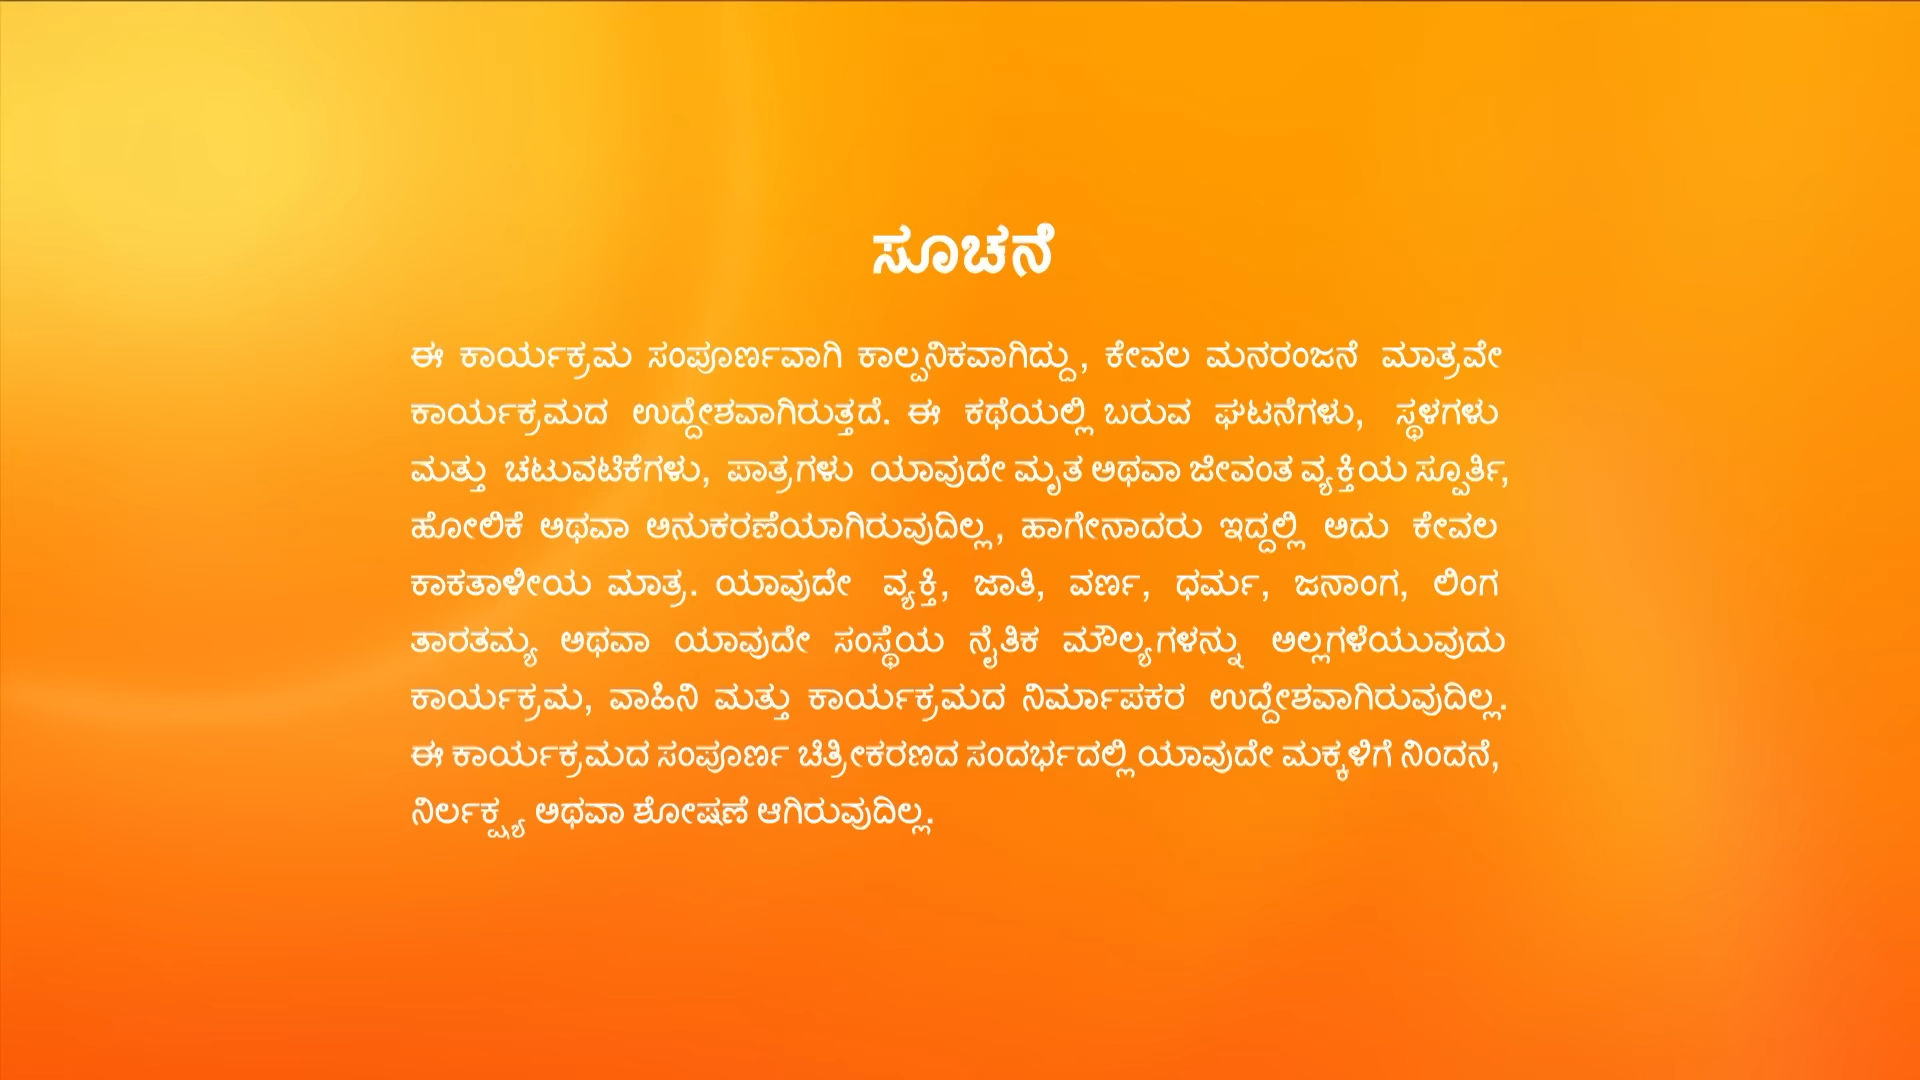 ಸೂಚನೆ
ಈ ಕಾರ್ಯಕ್ರಮ ಸಂಪೂರ್ಣವಾಗಿ ಕಾಲ್ಪನಿಕವಾಗಿದ್ದು, ಕೇವಲ ಮನರಂಜನೆ ಮಾತ್ರವೇ
ಕಾರ್ಯಕ್ರಮದ ಉದ್ದೇಶವಾಗಿರುತ್ತದೆ. ಈ ಕಥೆಯಲ್ಲಿ ಬರುವ ಘಟನೆಗಳು, ಸ್ಥಳಗಳು
ಮತ್ತು ಚಟುವಟಿಕೆಗಳು, ಪಾತ್ರಗಳು ಯಾವುದೇ ಮೃತ ಅಥವಾ ಜೀವಂತ ವ್ಯಕ್ತಿಯ ಸ್ಪೂರ್ತಿ,
ಹೋಲಿಕೆ ಅಥವಾ ಅನುಕರಣೆಯಾಗಿರುವುದಿಲ್ಲ, ಹಾಗೇನಾದರು ಇದ್ದಲ್ಲಿ ಅದು ಕೇವಲ
ಕಾಕತಾಳೀಯ ಮಾತ್ರ. ಯಾವುದೇ ವ್ಯಕ್ತಿ, ಜಾತಿ, ವರ್ಣ, ಧರ್ಮ, ಜನಾಂಗ, ಲಿಂಗ
ತಾರತಮ್ಯ ಅಥವಾ ಯಾವುದೇ ಸಂಸ್ಥೆಯ ನೈತಿಕ ಮೌಲ್ಯಗಳನ್ನು ಅಲ್ಲಗಳೆಯುವುದು
ಕಾರ್ಯಕ್ರಮ, ವಾಹಿನಿ ಮತ್ತು ಕಾರ್ಯಕ್ರಮದ ನಿರ್ಮಾಪಕರ ಉದ್ದೇಶವಾಗಿರುವುದಿಲ್ಲ.
ಈ ಕಾರ್ಯಕ್ರಮದ ಸಂಪೂರ್ಣ ಚಿತ್ರೀಕರಣದ ಸಂದರ್ಭದಲ್ಲಿ ಯಾವುದೇ ಮಕ್ಕಳಿಗೆ ನಿಂದನೆ,
ನಿರ್ಲಕ್ಷ್ಯ ಅಥವಾ ಶೋಷಣೆ ಆಗಿರುವುದಿಲ್ಲ.